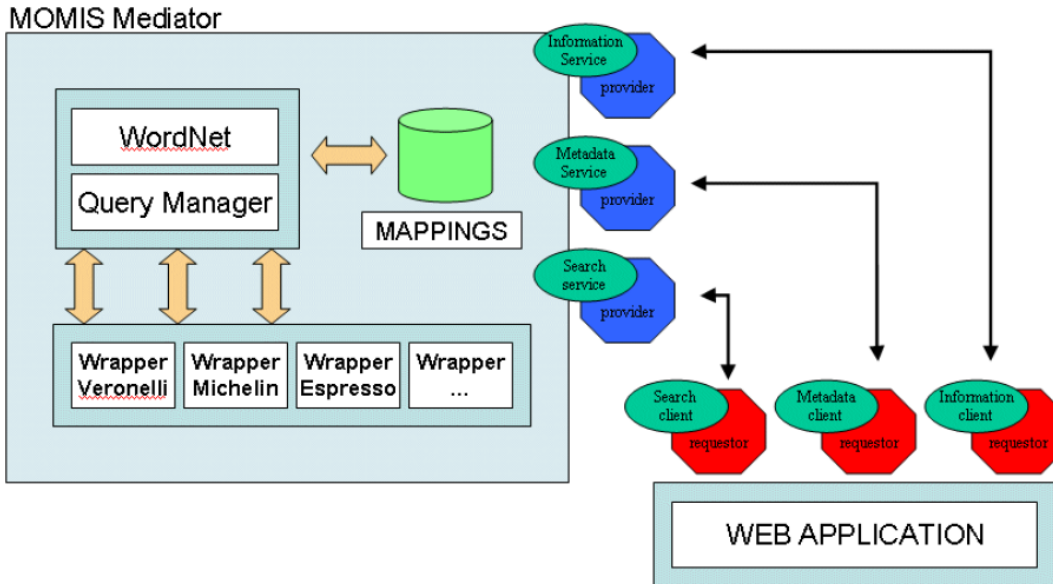 MOMIS Mediator
Information
Service
provider
WordNet
Query Manager
MAPPINGS
Metadata
Service
provider
Search
service
provider
Wrapper
Veronelli
Wrapper
Michelin
Wrapper
Espresso
Wrapper
...
Search
client
requestor
Metadata
client
requestor
Information
client
requestor
WEB APPLICATION